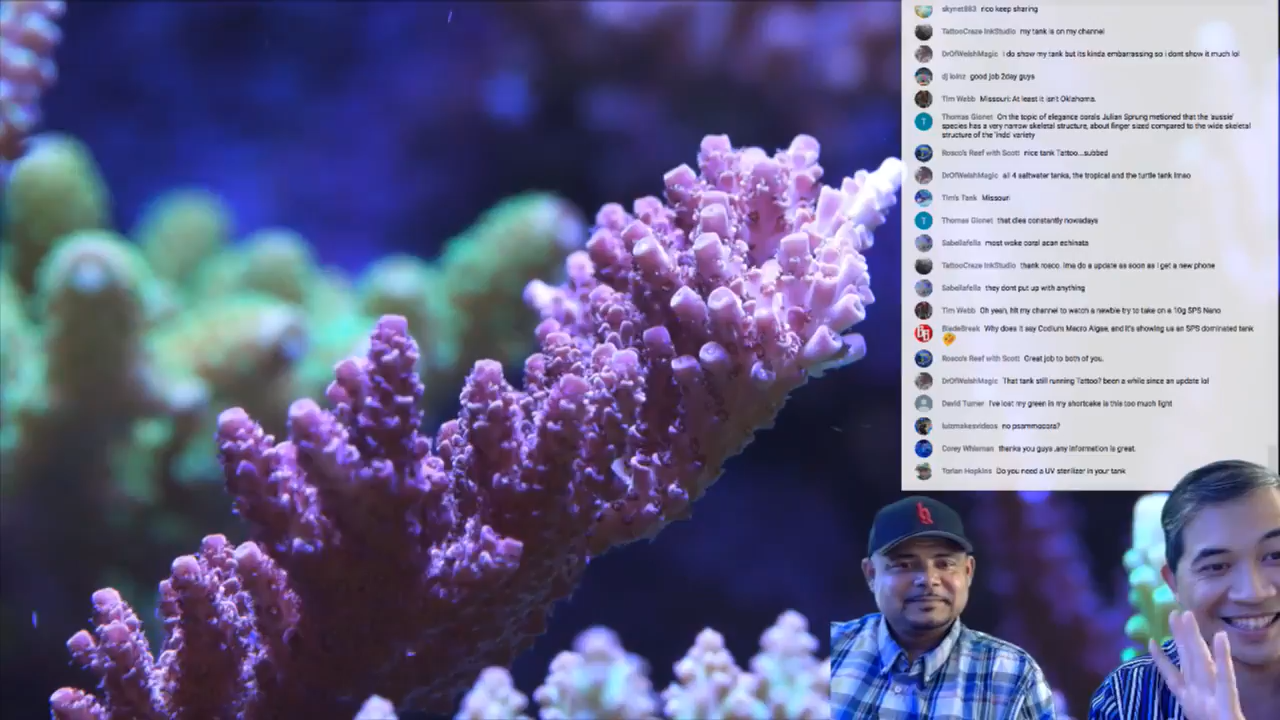 skynet883 rico keep sharing
TattooCraze InkStudio my tank is on my channel
DrOfWelshMagic i do show my tank but its kinda embarrassing so i dont show it much lol
good job 2day guys
Tim Webb Missouri: At least it isn't Oklahoma.
T
Thomas Gionet On the topic of elegance corals Julian Sprung metioned that the 'aussie'
species has a very narrow skeletal structure, about finger sized compared to the wide skeletal
structure of the 'indo' variety
Rosco's Reef with Scott nice tank Tattoo...subbed
DrOfWelshMagic all 4 saltwater tanks, the tropical and the turtle tank lmao
Tim's Tank Missouri
T
Thomas Gionet that dies constantly nowadays
Sabellafella most woke coral acan echinata
TattooCraze InkStudio thank rosco. Ima do a update as soon as i get a new phone
Sabellafella they dont put up with anything
Tim Webb Oh yeah, hit my channel to watch a newbie try to take on a 10g SPS Nano
BladeBreak Why does it say Codium Macro Algae, and it's showing us an SPS dominated tank
Rosco's Reef with Scott Great job to both of you.
DrOfWelshMagic That tank still running Tattoo? been a while since an update lol
David Turner I've lost my green in my shortcake is this too much light
luizmakesvideos no psammocora?
Corey Whisman thanks you guys ,any information is great.
Torian Hopkins Do you need a UV sterilizer in your tank